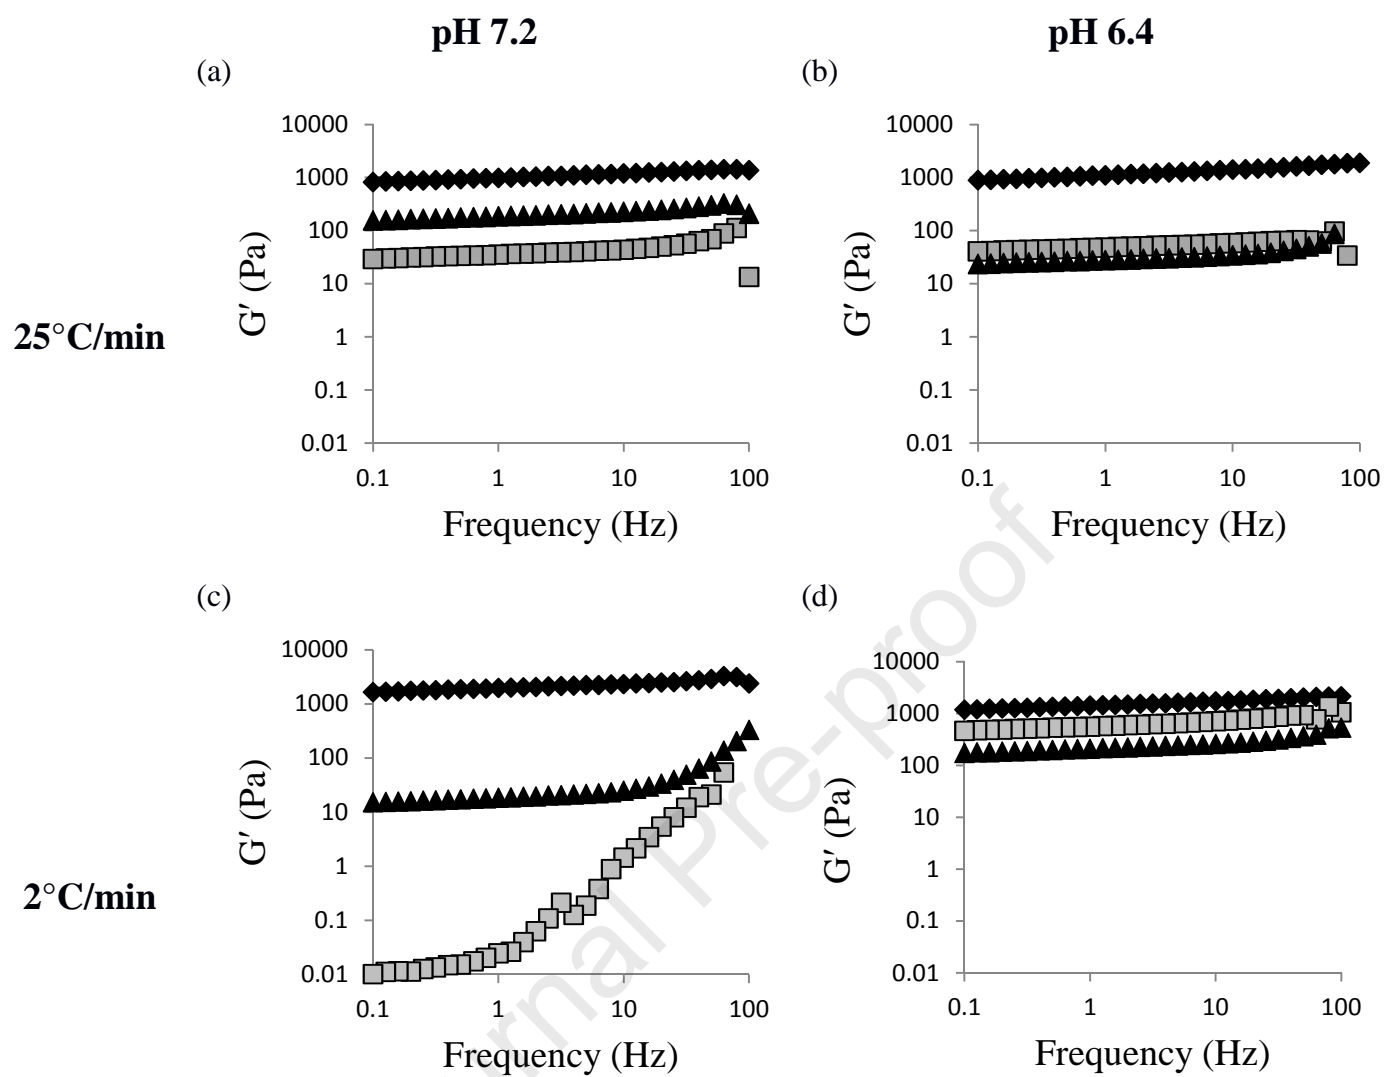 pH 7.2
pH 6.4
(a)
(b)
25°C/min
10000
1000
100
10
1
0.1
0.01
G′ (Pa)
0.1 1 10 100
Frequency (Hz)
10000
1000
100
10
1
0.1
0.01
G′ (Pa)
0.1 1 10 100
Frequency (Hz)
(c)
(d)
2°C/min
10000
1000
100
10
1
0.1
0.01
G′ (Pa)
0.1 1 10 100
Frequency (Hz)
10000
1000
100
10
1
0.1
0.01
G′ (Pa)
0.1 1 10 100
Frequency (Hz)
rnal Pre-proof